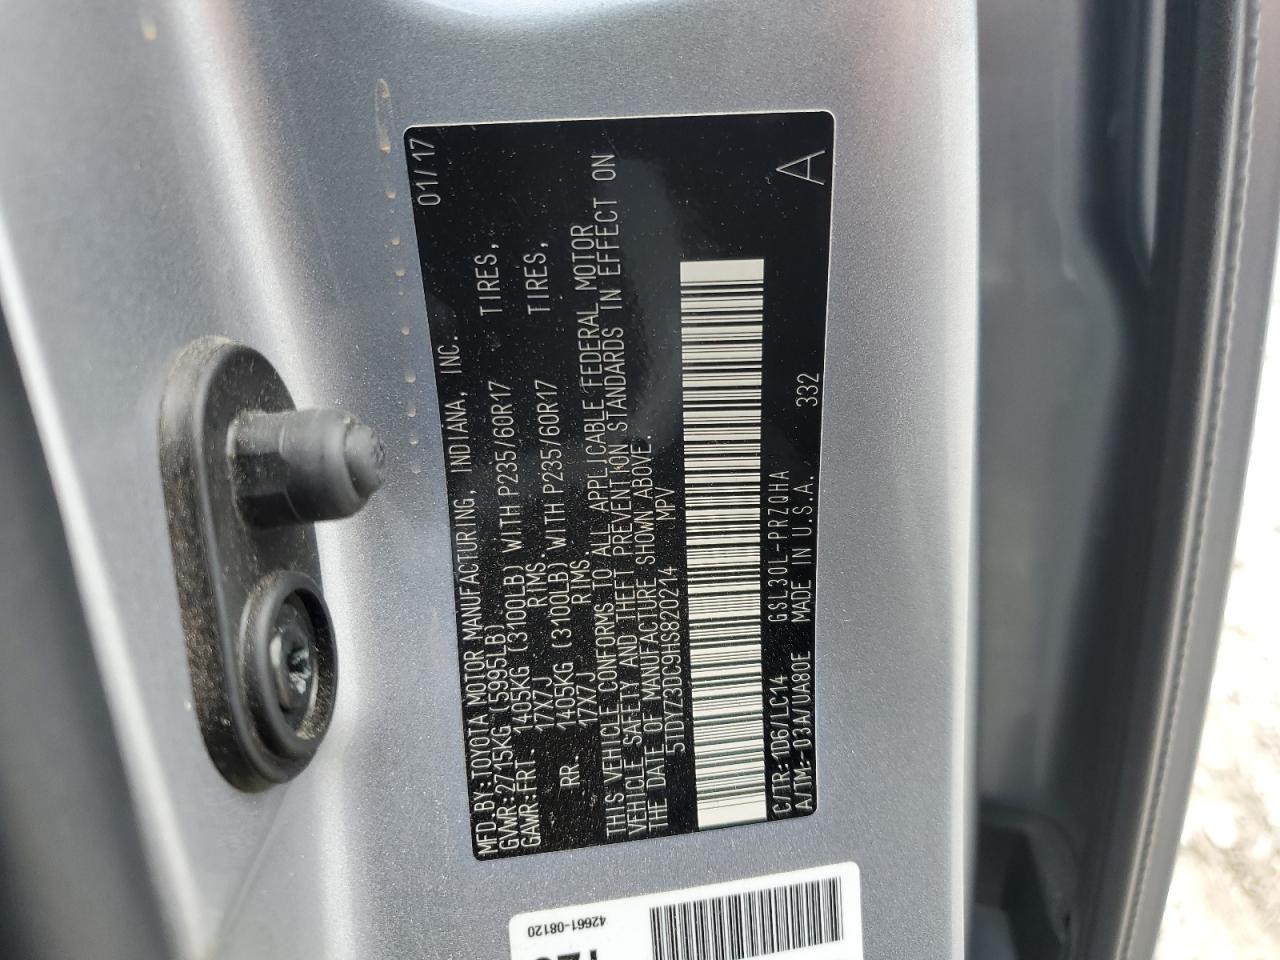 MFD.BY:TOYOTA MOTOR MANUFACTURING, INDIANA, INC. 01/17
GVWR:2715KG (5995LB)
GAWR:FRT. 1405KG (3100LB) WITH P235/60R17 TIRES,
17X7J RIMS.
RR. 1405KG (3100LB) WITH P235/60R17 TIRES,
17X7J RIMS.
THIS VEHICLE CONFORMS TO ALL APPLICABLE FEDERAL MOTOR
VEHICLE SAFETY AND THEFT PREVENTION STANDARDS IN EFFECT ON
THE DATE OF MANUFACTURE SHOWN ABOVE.
5TDYZ3DC9HS820214 MPV
C/TR:1D6/LC14 GSL30L-PRZQHA
A/TM:-03A/UA80E MADE IN U.S.A. 332
A
42661-08120